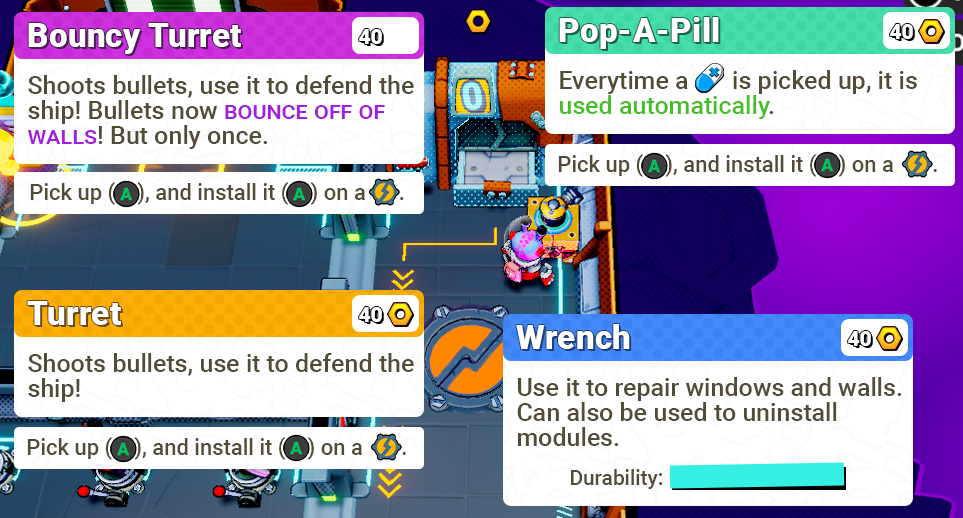 Bouncy Turret 40
Shoots bullets, use it to defend the
ship! Bullets now BOUNCE OFF OF
WALLS! But only once.
Pick up (A), and install it (A) on a .
Pop-A-Pill 40
Everytime a is picked up, it is
used automatically.
Pick up (A), and install it (A) on a .
0
Turret 40
Shoots bullets, use it to defend the
ship!
Pick up (A), and install it (A) on a .
Wrench 40
Use it to repair windows and walls.
Can also be used to uninstall
modules.
Durability: